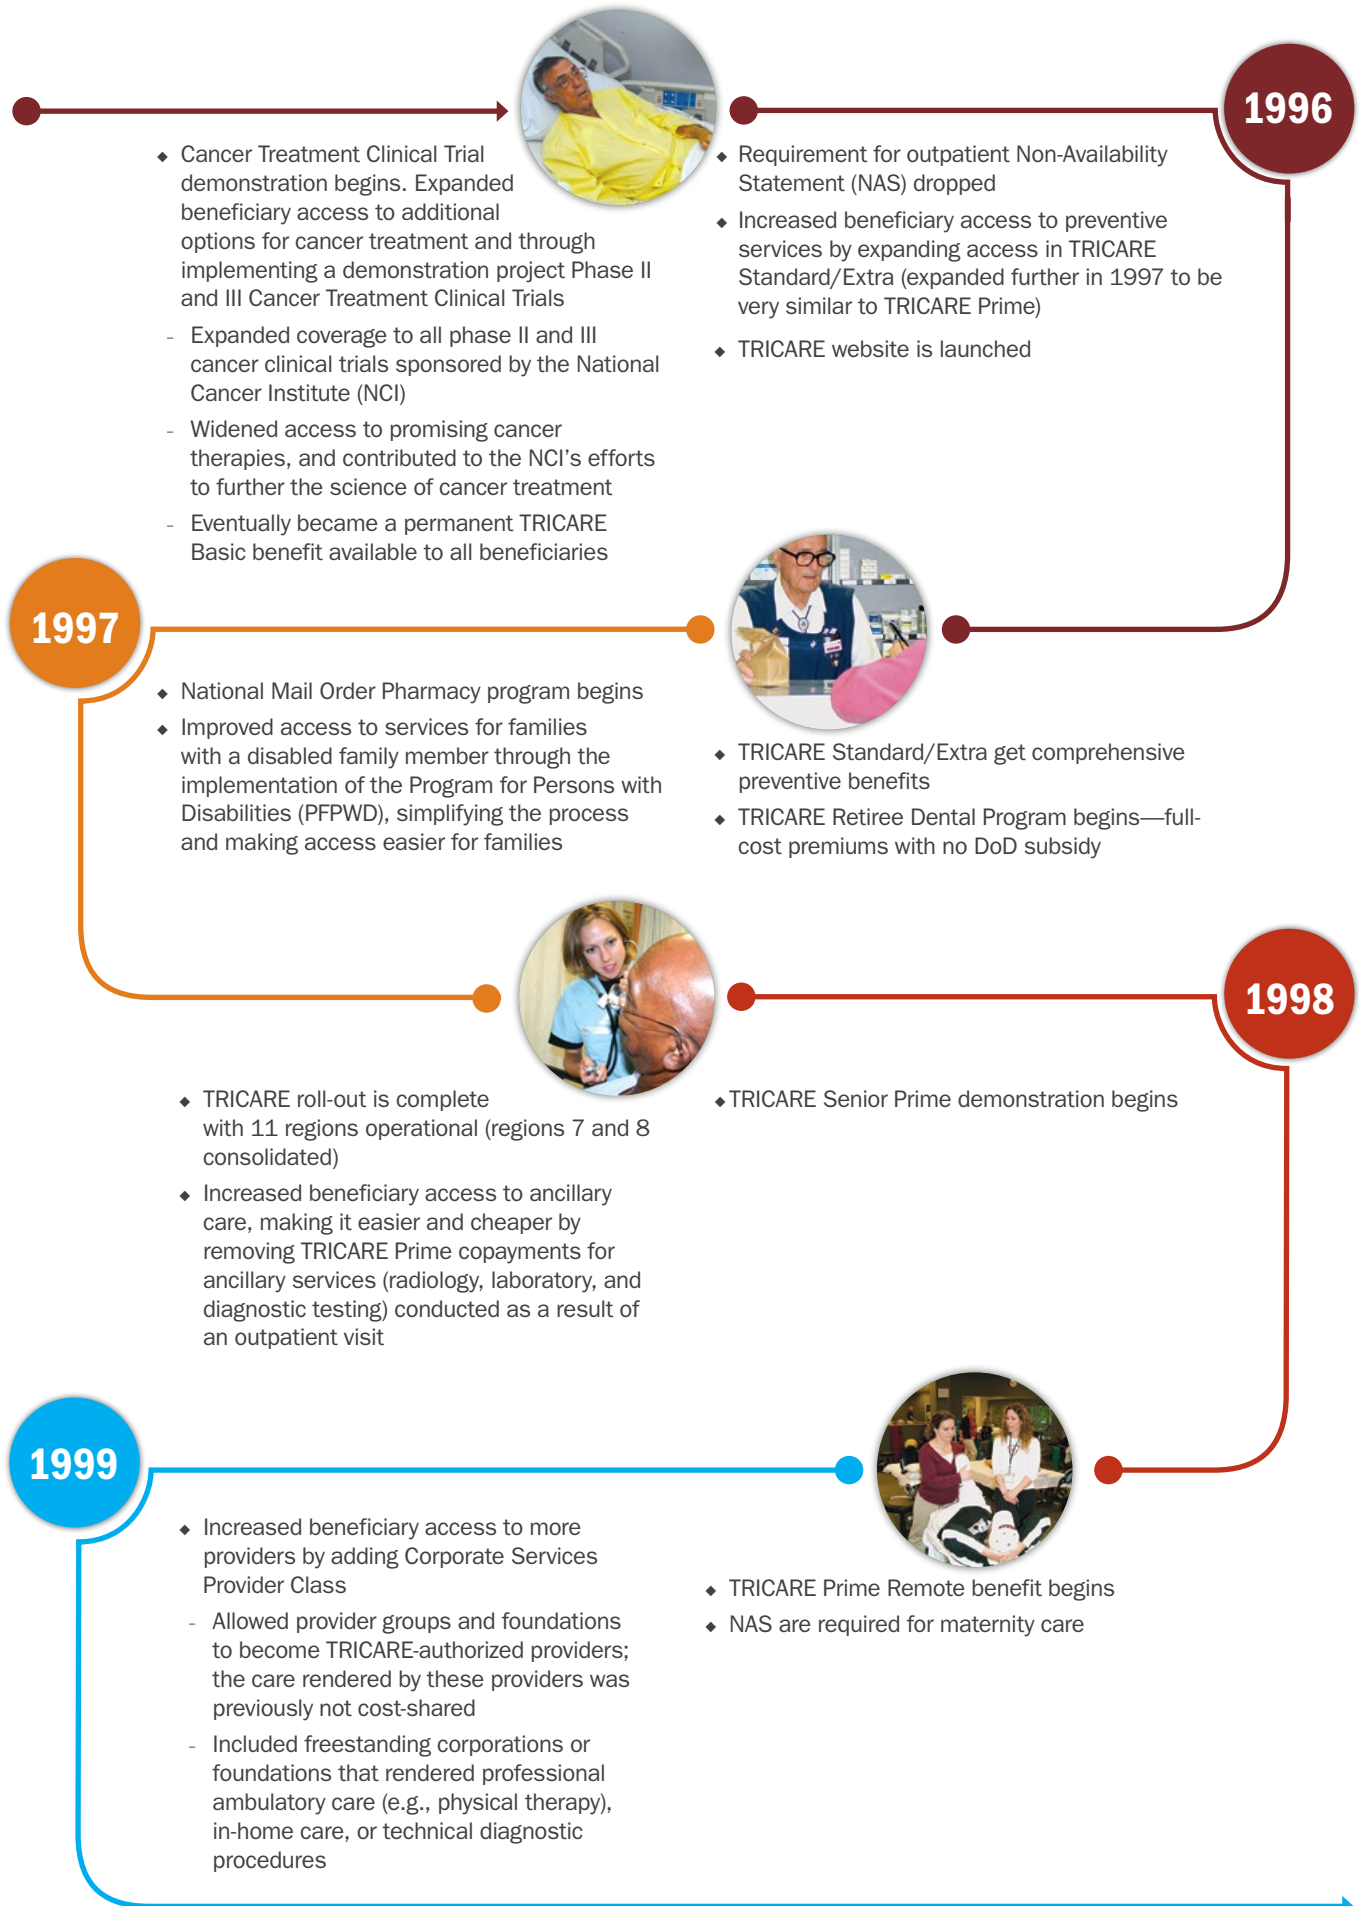 1996
◆ Cancer Treatment Clinical Trial
demonstration begins. Expanded
beneficiary access to additional
options for cancer treatment and through
implementing a demonstration project Phase II
and III Cancer Treatment Clinical Trials
- Expanded coverage to all phase II and III
cancer clinical trials sponsored by the National
Cancer Institute (NCI)
- Widened access to promising cancer
therapies, and contributed to the NCI’s efforts
to further the science of cancer treatment
- Eventually became a permanent TRICARE
Basic benefit available to all beneficiaries
◆ Requirement for outpatient Non-Availability
Statement (NAS) dropped
◆ Increased beneficiary access to preventive
services by expanding access in TRICARE
Standard/Extra (expanded further in 1997 to be
very similar to TRICARE Prime)
◆ TRICARE website is launched
1997
◆ National Mail Order Pharmacy program begins
◆ Improved access to services for families
with a disabled family member through the
implementation of the Program for Persons with
Disabilities (PFPWD), simplifying the process
and making access easier for families
◆ TRICARE Standard/Extra get comprehensive
preventive benefits
◆ TRICARE Retiree Dental Program begins—full-
cost premiums with no DoD subsidy
1998
◆ TRICARE roll-out is complete
with 11 regions operational (regions 7 and 8
consolidated)
◆ Increased beneficiary access to ancillary
care, making it easier and cheaper by
removing TRICARE Prime copayments for
ancillary services (radiology, laboratory, and
diagnostic testing) conducted as a result of
an outpatient visit
◆ TRICARE Senior Prime demonstration begins
1999
◆ Increased beneficiary access to more
providers by adding Corporate Services
Provider Class
- Allowed provider groups and foundations
to become TRICARE-authorized providers;
the care rendered by these providers was
previously not cost-shared
- Included freestanding corporations or
foundations that rendered professional
ambulatory care (e.g., physical therapy),
in-home care, or technical diagnostic
procedures
◆ TRICARE Prime Remote benefit begins
◆ NAS are required for maternity care